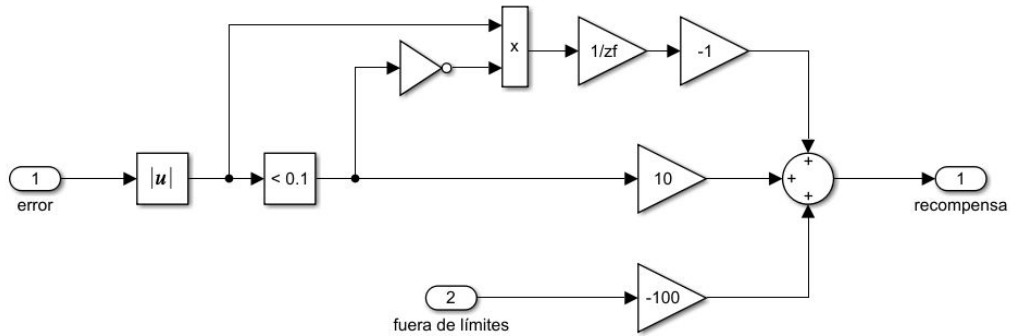 x
1/zf
-1
1
error
|u|
< 0.1
10
+
+
+
1
recompensa
2
fuera de límites
-100